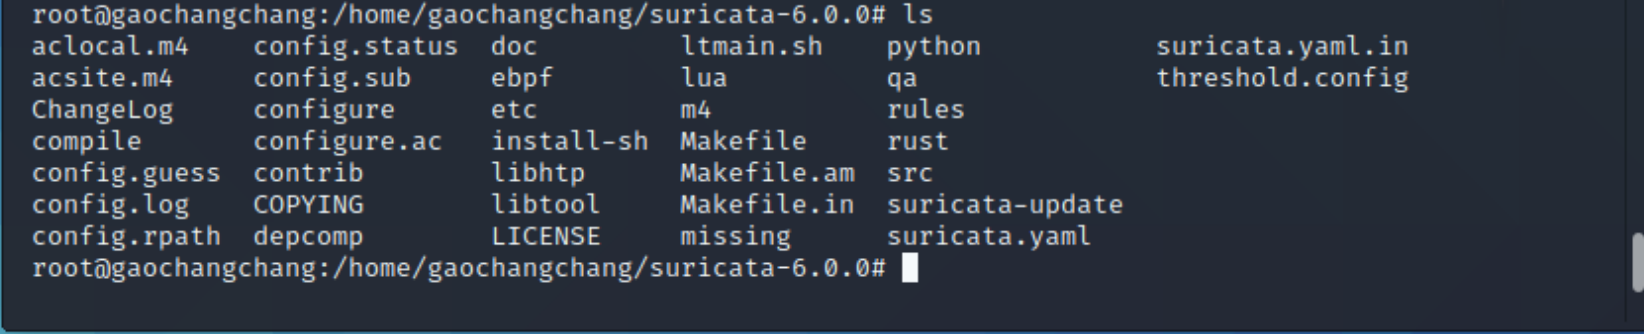 root@gaochangchang:/home/gaochangchang/suricata-6.0.0# ls
aclocal.m4 config.status doc ltmain.sh python suricata.yaml.in
acsite.m4 config.sub ebpf lua qa threshold.config
ChangeLog configure etc m4 rules
compile configure.ac install-sh Makefile rust
config.guess contrib libhtp Makefile.am src
config.log COPYING libtool Makefile.in suricata-update
config.rpath depcomp LICENSE missing suricata.yaml
root@gaochangchang:/home/gaochangchang/suricata-6.0.0#